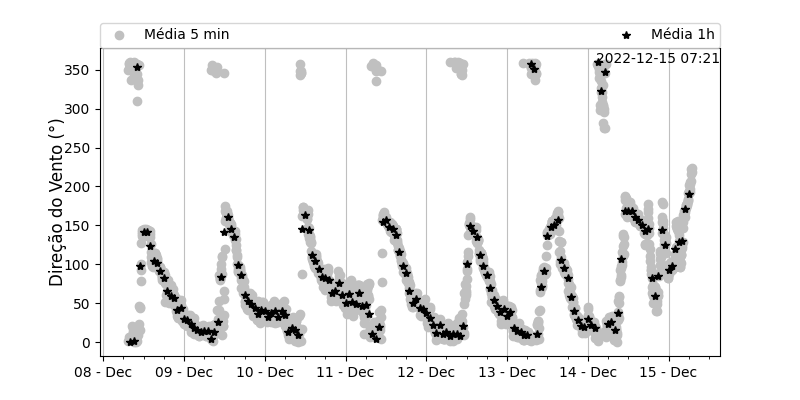 Média 5 min
Média 1h
2022-12-15 07:21
Direção do Vento (°)
350
300
250
200
150
100
50
0
08 - Dec
09 - Dec
10 - Dec
11 - Dec
12 - Dec
13 - Dec
14 - Dec
15 - Dec